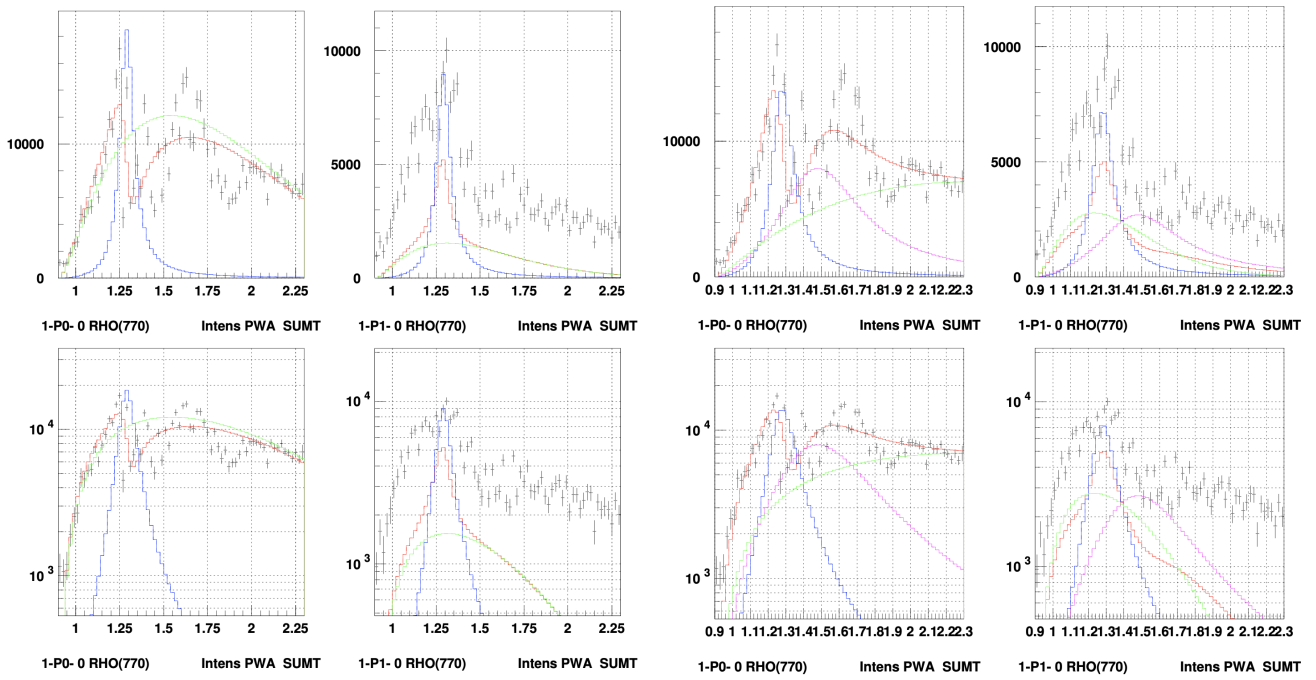 10000
0
1 1.25 1.5 1.75 2 2.25
1-P0- 0 RHO(770) Intens PWA SUMT
10000
5000
0
1 1.25 1.5 1.75 2 2.25
1-P1- 0 RHO(770) Intens PWA SUMT
10000
0
0.9 1 1.11.21.31.41.51.61.71.81.9 2 2.12.22.3
1-P0- 0 RHO(770) Intens PWA SUMT
10000
5000
0
0.9 1 1.11.21.31.41.51.61.71.81.9 2 2.12.22.3
1-P1- 0 RHO(770) Intens PWA SUMT
10 4
10 3
1 1.25 1.5 1.75 2 2.25
1-P0- 0 RHO(770) Intens PWA SUMT
10 4
10 3
1 1.25 1.5 1.75 2 2.25
1-P1- 0 RHO(770) Intens PWA SUMT
10 4
10 3
0.9 1 1.11.21.31.41.51.61.71.81.9 2 2.12.22.3
1-P0- 0 RHO(770) Intens PWA SUMT
10 4
10 3
0.9 1 1.11.21.31.41.51.61.71.81.9 2 2.12.22.3
1-P1- 0 RHO(770) Intens PWA SUMT